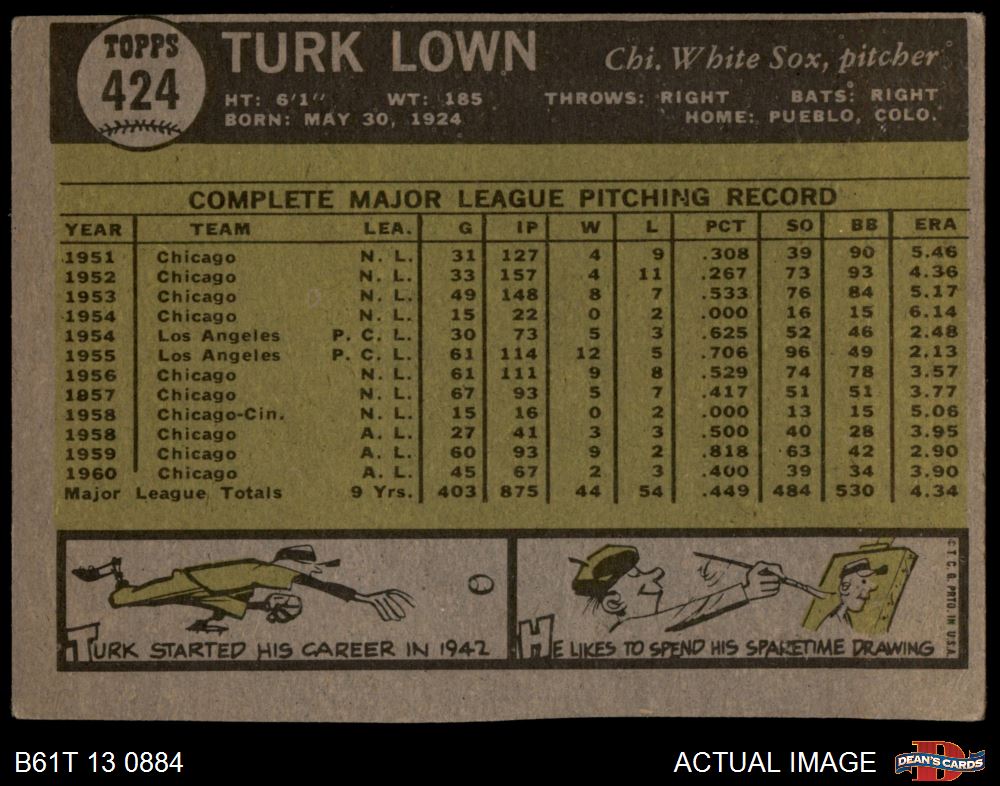 TOPPS
424
TURK LOWN
Chi. White Sox, pitcher
HT: 6'1" WT: 185 THROWS: RIGHT BATS: RIGHT
BORN: MAY 30, 1924 HOME: PUEBLO, COLO.
COMPLETE MAJOR LEAGUE PITCHING RECORD
YEAR TEAM LEA. G IP W L PCT SO BB ERA
1951 Chicago N. L. 31 127 4 9 .308 39 90 5.46
1952 Chicago N. L. 33 157 4 11 .267 73 93 4.36
1953 Chicago N. L. 49 148 8 7 .533 76 84 5.17
1954 Chicago N. L. 15 22 0 2 .000 16 15 6.14
1954 Los Angeles P. C. L. 30 73 5 3 .625 52 46 2.48
1955 Los Angeles P. C. L. 61 114 12 5 .706 96 49 2.13
1956 Chicago N. L. 61 111 9 8 .529 74 78 3.57
1957 Chicago N. L. 67 93 5 7 .417 51 51 3.77
1958 Chicago-Cin. N. L. 15 16 0 2 .000 13 15 5.06
1958 Chicago A. L. 27 41 3 3 .500 40 28 3.95
1959 Chicago A. L. 60 93 9 2 .818 63 42 2.90
1960 Chicago A. L. 45 67 2 3 .400 39 34 3.90
Major League Totals 9 Yrs. 403 875 44 54 .449 484 530 4.34
TURK STARTED HIS CAREER IN 1942
HE LIKES TO SPEND HIS SPARETIME DRAWING
© T. C. G. PRTD. IN U.S.A.
B61T 13 0884
ACTUAL IMAGE
DEAN'S CARDS